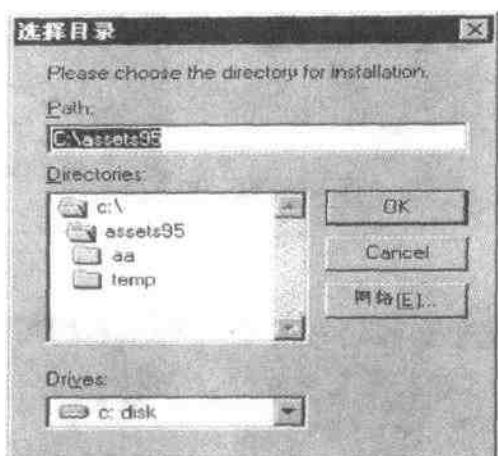 选择目录
Please choose the directory for installation.
Path:
C:\assets95
Directories:
c:\
assets95
aa
temp
OK
Cancel
网络(E)...
Drives:
c: disk